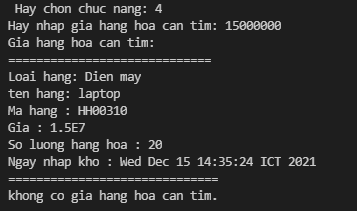 Hay chon chuc nang: 4
Hay nhap gia hang hoa can tim: 15000000
Gia hang hoa can tim:
=============================
Loai hang: Dien may
ten hang: laptop
Ma hang : HH00310
Gia : 1.5E7
So luong hang hoa : 20
Ngay nhap kho : Wed Dec 15 14:35:24 ICT 2021
==============================
khong co gia hang hoa can tim.